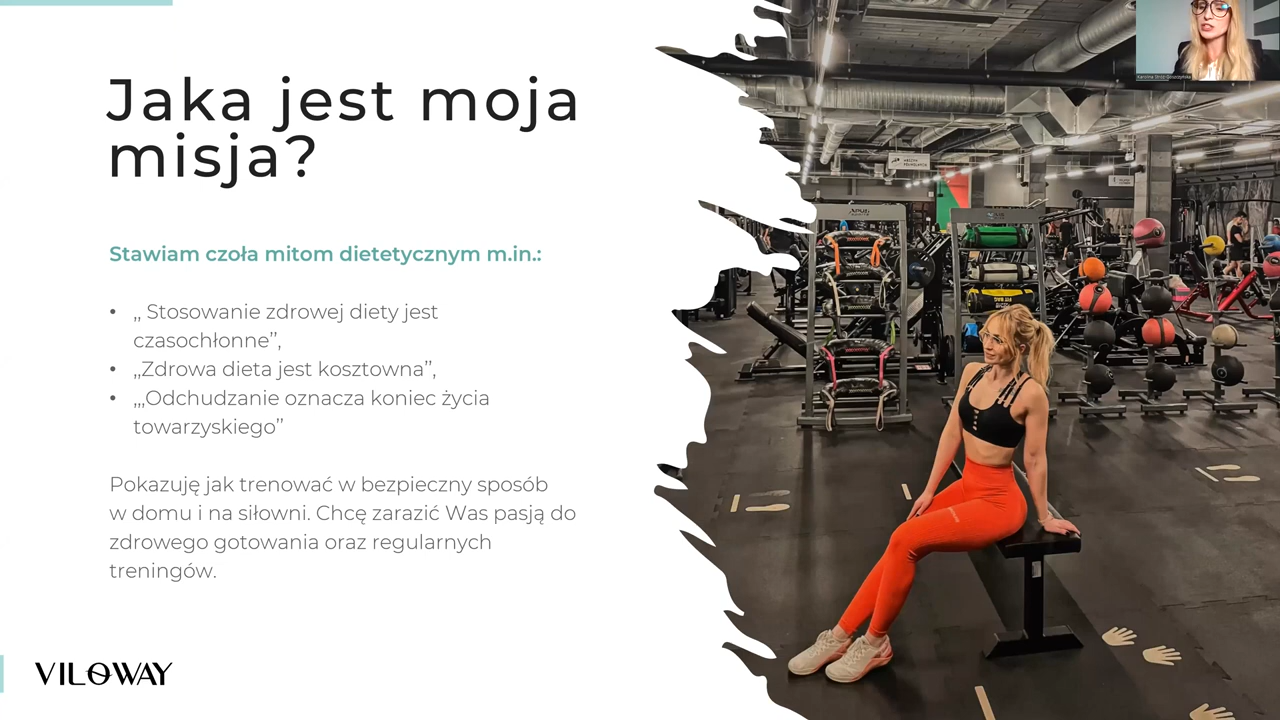 Jaka jest moja
misja?
Stawiam czoła mitom dietetycznym m.in.:
• ,, Stosowanie zdrowej diety jest
czasochłonne”,
• ,,Zdrowa dieta jest kosztowna”,
• ,,,Odchudzanie oznacza koniec życia
towarzyskiego”
Pokazuję jak trenować w bezpieczny sposób
w domu i na siłowni. Chcę zarazić Was pasją do
zdrowego gotowania oraz regularnych
treningów.
VILOWAY